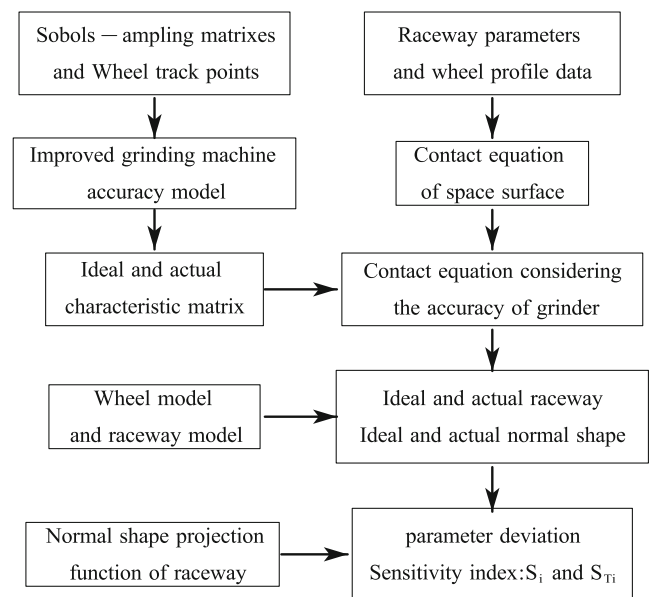 Sobols – ampling matrixes
and Wheel track points
Raceway parameters
and wheel profile data
Improved grinding machine
accuracy model
Contact equation
of space surface
Ideal and actual
characteristic matrix
Contact equation considering
the accuracy of grinder
Wheel model
and raceway model
Ideal and actual raceway
Ideal and actual normal shape
Normal shape projection
function of raceway
parameter deviation
Sensitivity index:Sᵢ and S_Ti